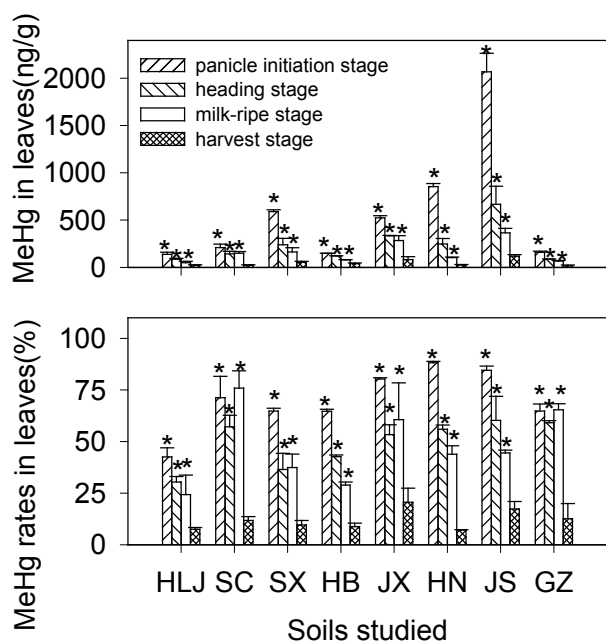 MeHg in leaves(ng/g)
2000
1500
1000
500
0
panicle initiation stage
heading stage
milk-ripe stage
harvest stage
* * * * * * * * * * * * * * * * * * * * * * * *
MeHg rates in leaves(%)
100
75
50
25
0
* * * * * * * * * * * * * * * * * * * * * * * *
HLJ SC SX HB JX HN JS GZ
Soils studied